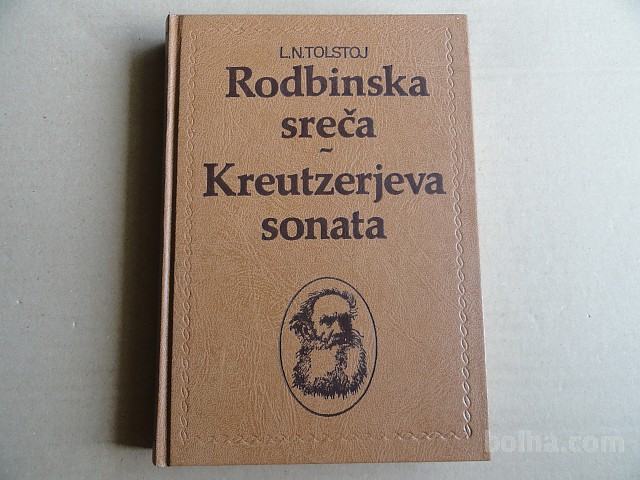 L.N.TOLSTOJ
Rodbinska
sreča
~
Kreutzerjeva
sonata
bolha.com